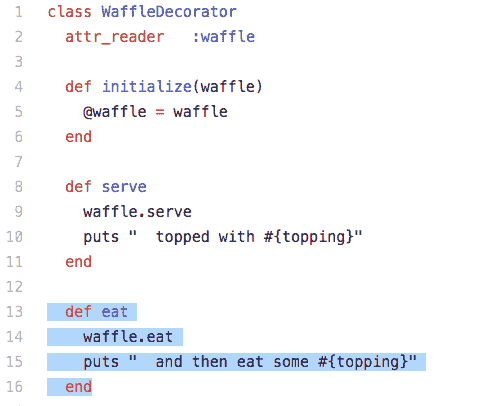 1 class WaffleDecorator
2   attr_reader   :waffle
3
4   def initialize(waffle)
5     @waffle = waffle
6   end
7
8   def serve
9     waffle.serve
10     puts "  topped with #{topping}"
11   end
12
13   def eat
14     waffle.eat
15     puts "  and then eat some #{topping}"
16   end